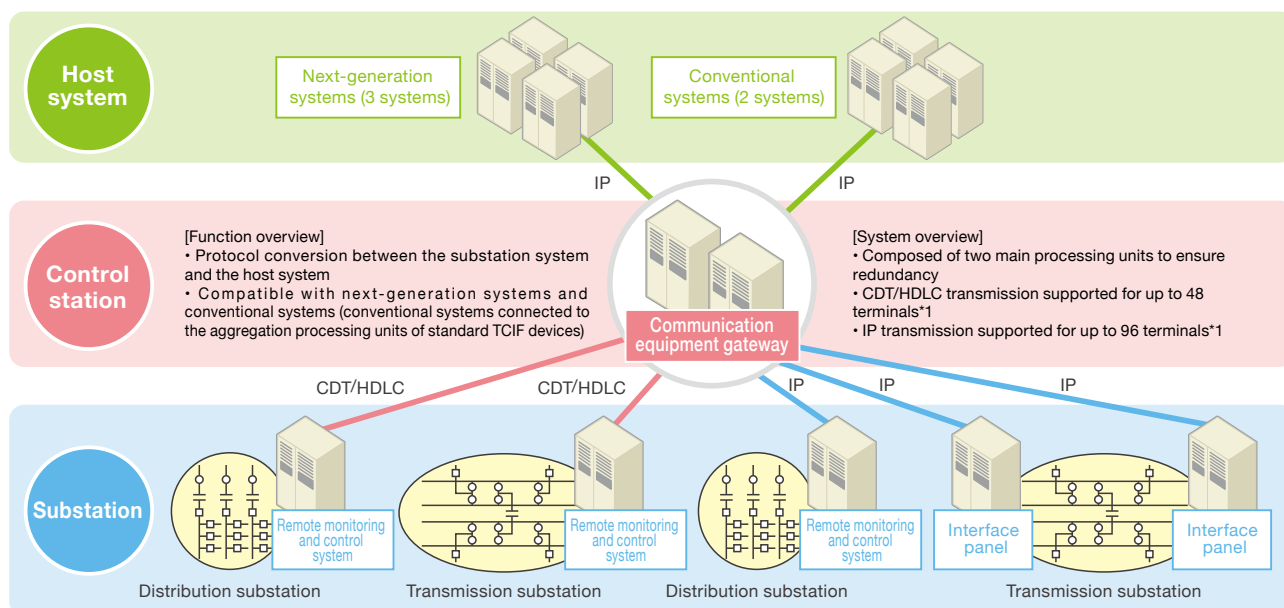 Host
system
Next-generation
systems (3 systems)
Conventional
systems (2 systems)
IP
IP
Control
station
[Function overview]
• Protocol conversion between the substation system
and the host system
• Compatible with next-generation systems and
conventional systems (conventional systems connected to
the aggregation processing units of standard TCIF devices)
Communication
equipment gateway
[System overview]
• Composed of two main processing units to ensure
redundancy
• CDT/HDLC transmission supported for up to 48
terminals*1
• IP transmission supported for up to 96 terminals*1
CDT/HDLC
CDT/HDLC
IP
IP
IP
Substation
Remote monitoring
and control
system
Distribution substation
Remote monitoring
and control
system
Transmission substation
Remote monitoring
and control
system
Distribution substation
Interface
panel
Interface
panel
Transmission substation